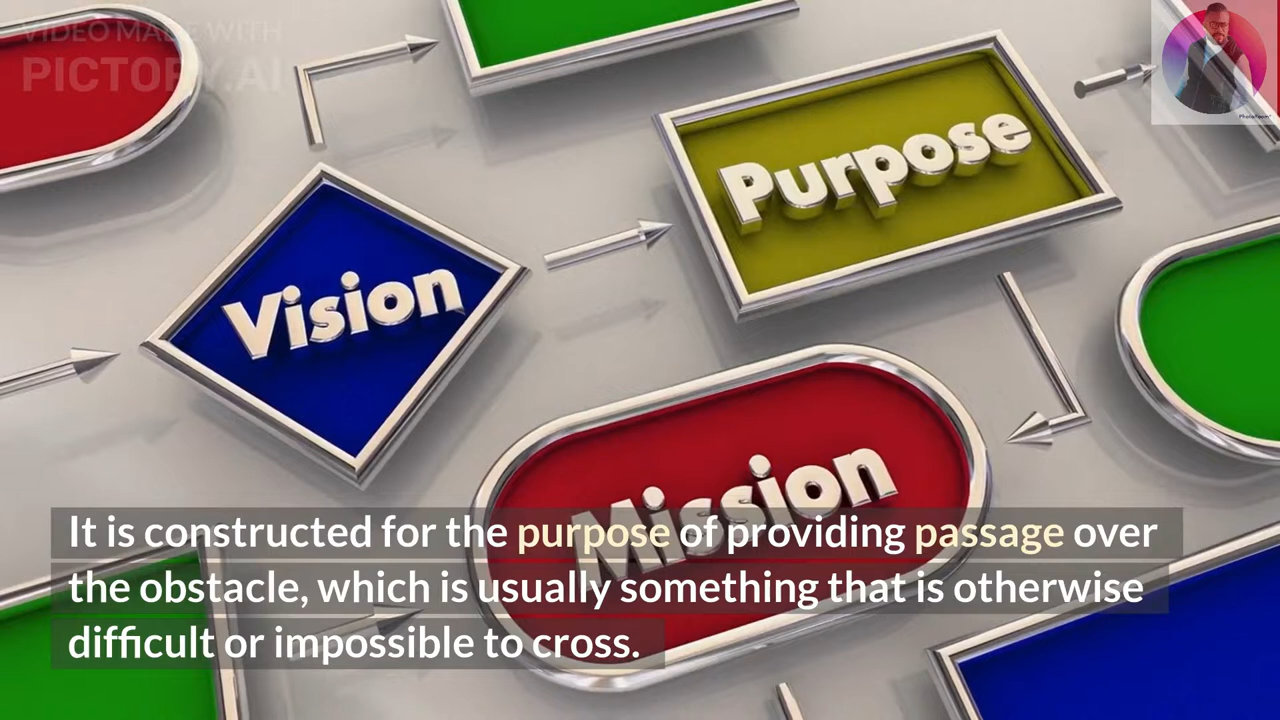 VIDEO MADE WITH
PICTORY.AI
Purpose
Vision
Mission
It is constructed for the purpose of providing passage over
the obstacle, which is usually something that is otherwise
difficult or impossible to cross.